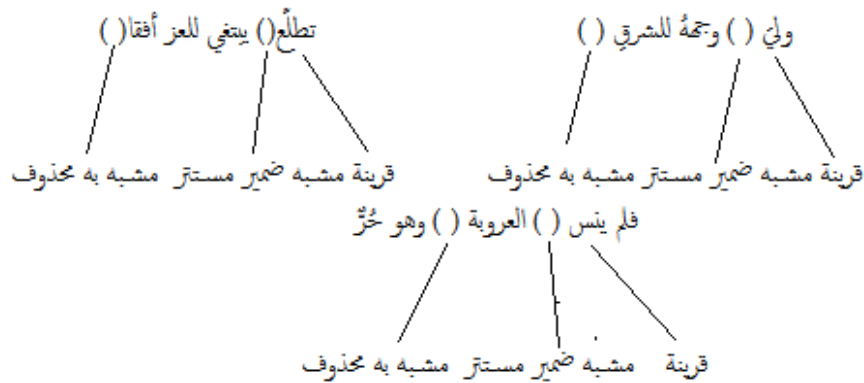 وليَ ( ) وجههُ للشرقِ ( )
قرينة مشبه ضمير مستتر مشبه به محذوف
تطلَّع() يبتغي للعز أفقا( )
قرينة مشبه ضمير مستتر مشبه به محذوف
فلم ينس ( ) العروبة ( ) وهو حُرٌّ
قرينة مشبه ضمير مستتر مشبه به محذوف